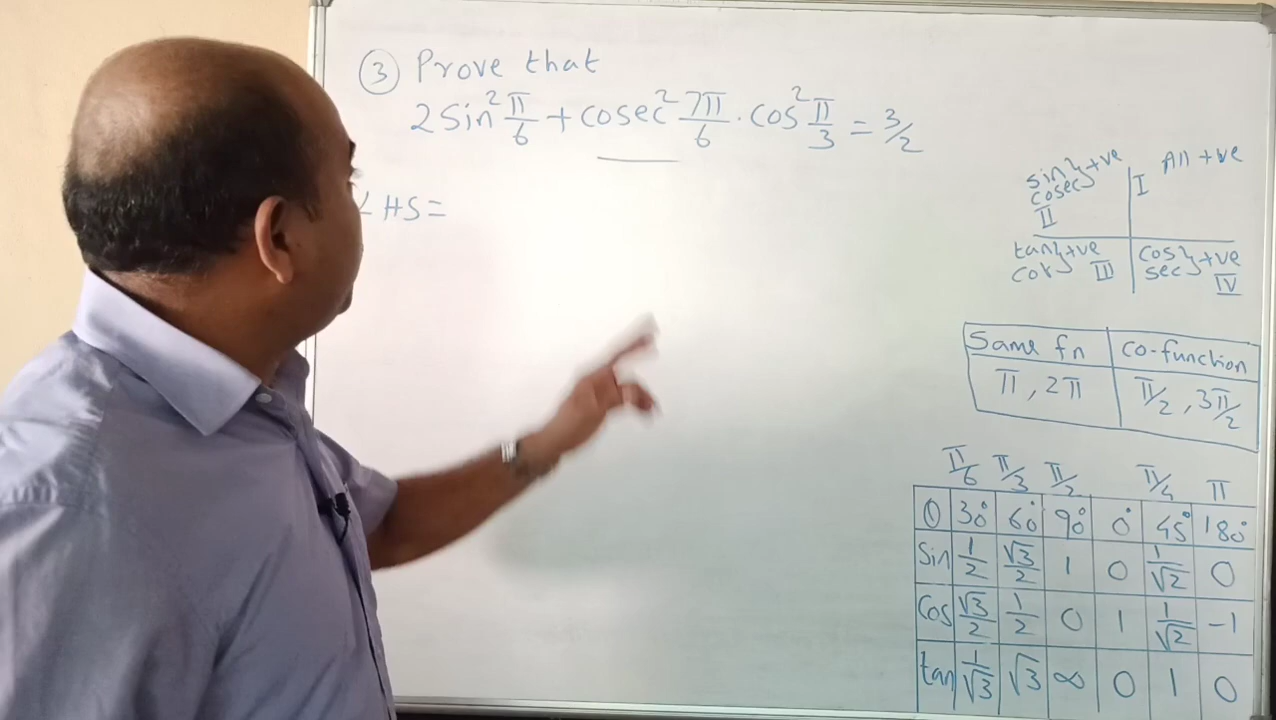 ③ Prove that
2 Sin² π/6 + cosec² 7π/6 . cos² π/3 = 3/2
LHS =
sin } +ve
cosec
II
I All +ve
tan } +ve
cot III
cos } +ve
sec IV
Same fn | co-function
π , 2π | π/2 , 3π/2
π/6 π/3 π/2 π/4 π
θ 30° 60° 90° 0° 45° 180°
Sin 1/2 √3/2 1 0 1/√2 0
Cos √3/2 1/2 0 1 1/√2 -1
tan 1/√3 √3 ∞ 0 1 0